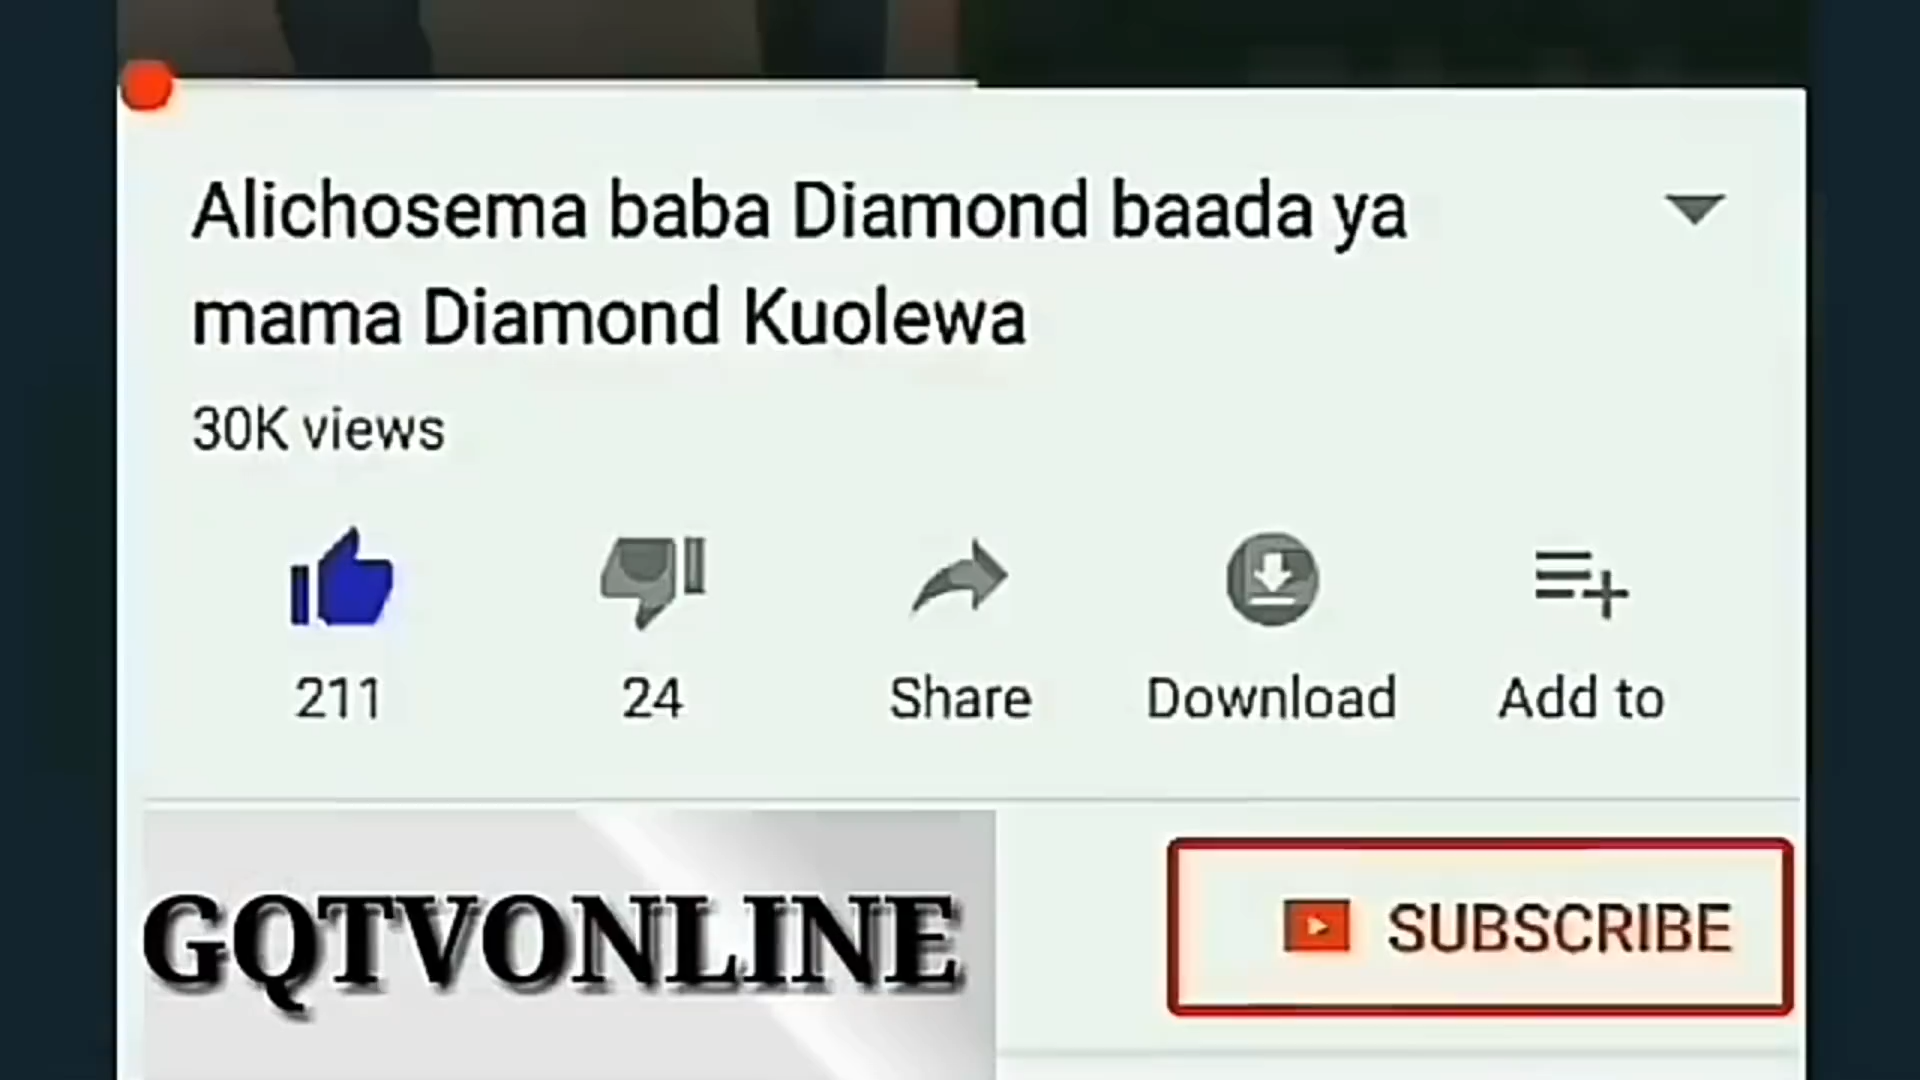 Alichosema baba Diamond baada ya
mama Diamond Kuolewa
30K views
211 24 Share Download Add to
GQTVONLINE SUBSCRIBE